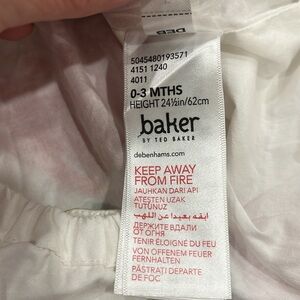 DEB
5045480193571
4151 1240
4011
0-3 MTHS
HEIGHT 24½in/62cm
baker
BY TED BAKER
debenhams.com
KEEP AWAY
FROM FIRE
JAUHKAN DARI API
ATEŞTEN UZAK
TUTUNUZ
ابقه بعيدا عن اللهب
ДЕРЖИТЕ ВДАЛИ
ОТ ОГНЯ
TENIR ÉLOIGNÉ DU FEU
VON OFFENEM FEUER
FERNHALTEN
PĂSTRATI DEPARTE
DE FOC